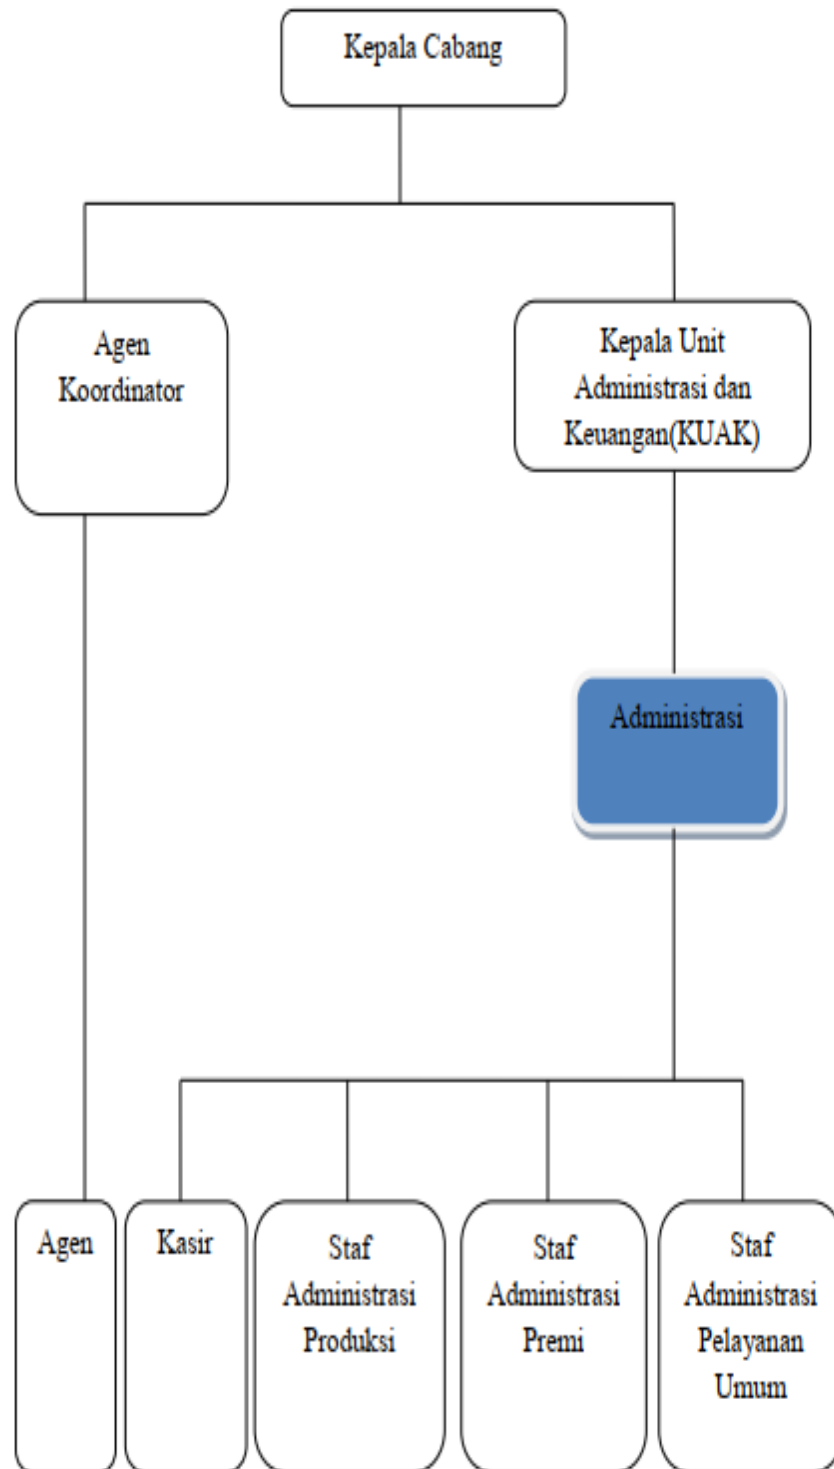 Kepala Cabang
Agen
Koordinator
Kepala Unit
Administrasi dan
Keuangan(KUAK)
Administrasi
Agen
Kasir
Staf
Administrasi
Produksi
Staf
Administrasi
Premi
Staf
Administrasi
Pelayanan
Umum